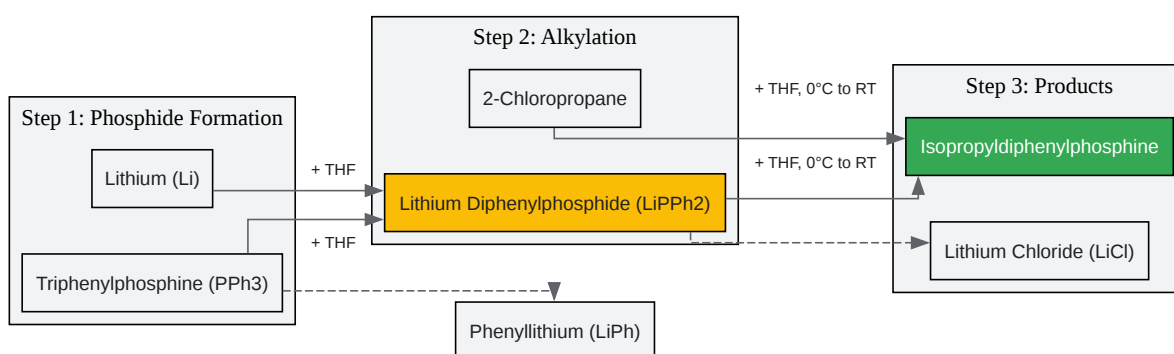 Step 1: Phosphide Formation
Lithium (Li)
Triphenylphosphine (PPh3)
+ THF
+ THF
Step 2: Alkylation
2-Chloropropane
Lithium Diphenylphosphide (LiPPh2)
Phenyllithium (LiPh)
+ THF, 0°C to RT
+ THF, 0°C to RT
Step 3: Products
Isopropyldiphenylphosphine
Lithium Chloride (LiCl)